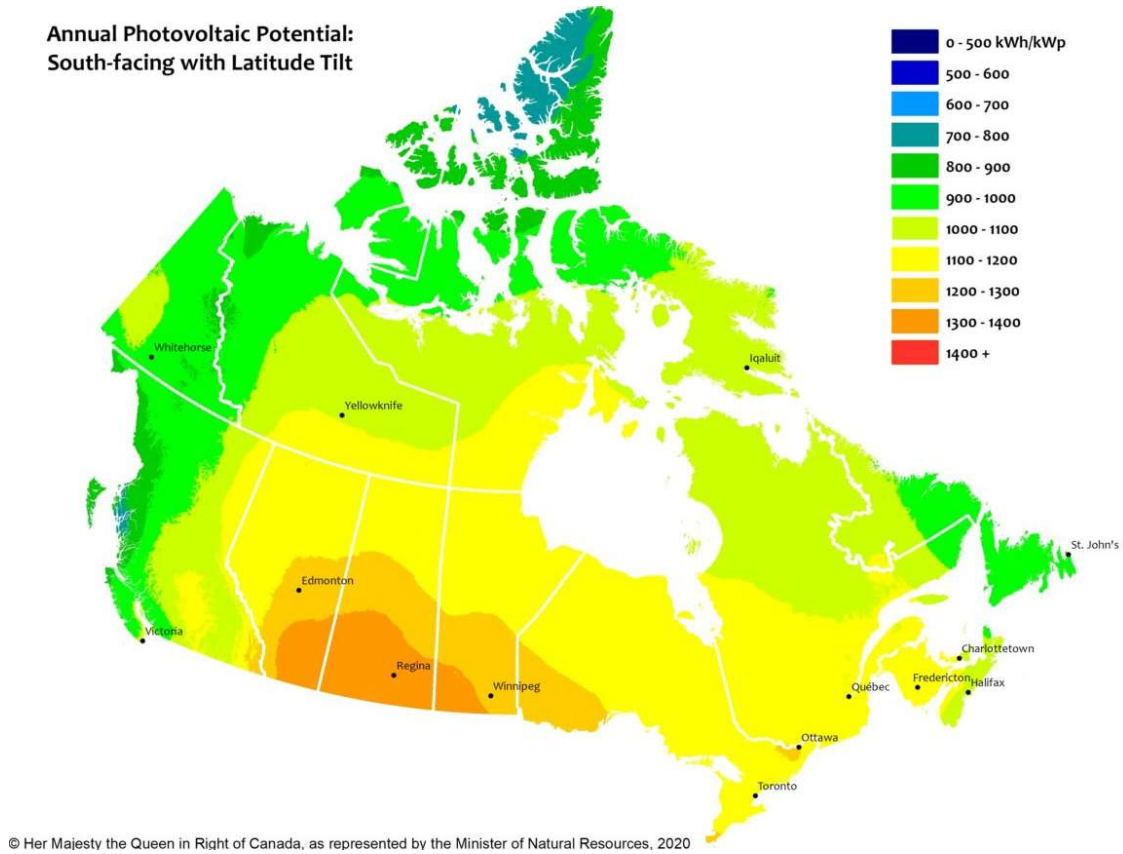 Annual Photovoltaic Potential:
South-facing with Latitude Tilt
0 - 500 kWh/kWp
500 - 600
600 - 700
700 - 800
800 - 900
900 - 1000
1000 - 1100
1100 - 1200
1200 - 1300
1300 - 1400
1400 +
Whitehorse
Iqaluit
Yellowknife
St. John's
Edmonton
Victoria
Charlottetown
Regina
Fredericton
Halifax
Winnipeg
Québec
Ottawa
Toronto
© Her Majesty the Queen in Right of Canada, as represented by the Minister of Natural Resources, 2020